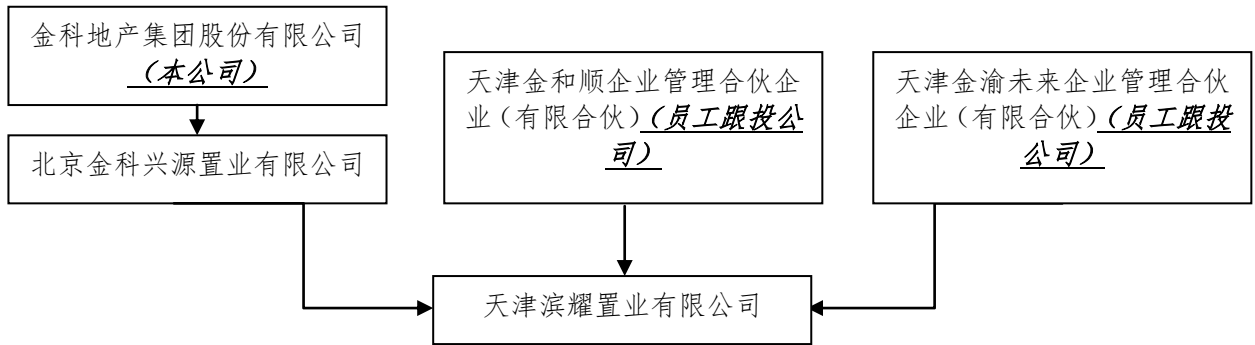 金科地产集团股份有限公司
（本公司）
北京金科兴源置业有限公司
天津金和顺企业管理合伙企
业（有限合伙）（员工跟投公
司）
天津金渝未来企业管理合伙
企业（有限合伙）（员工跟投
公司）
天津滨耀置业有限公司